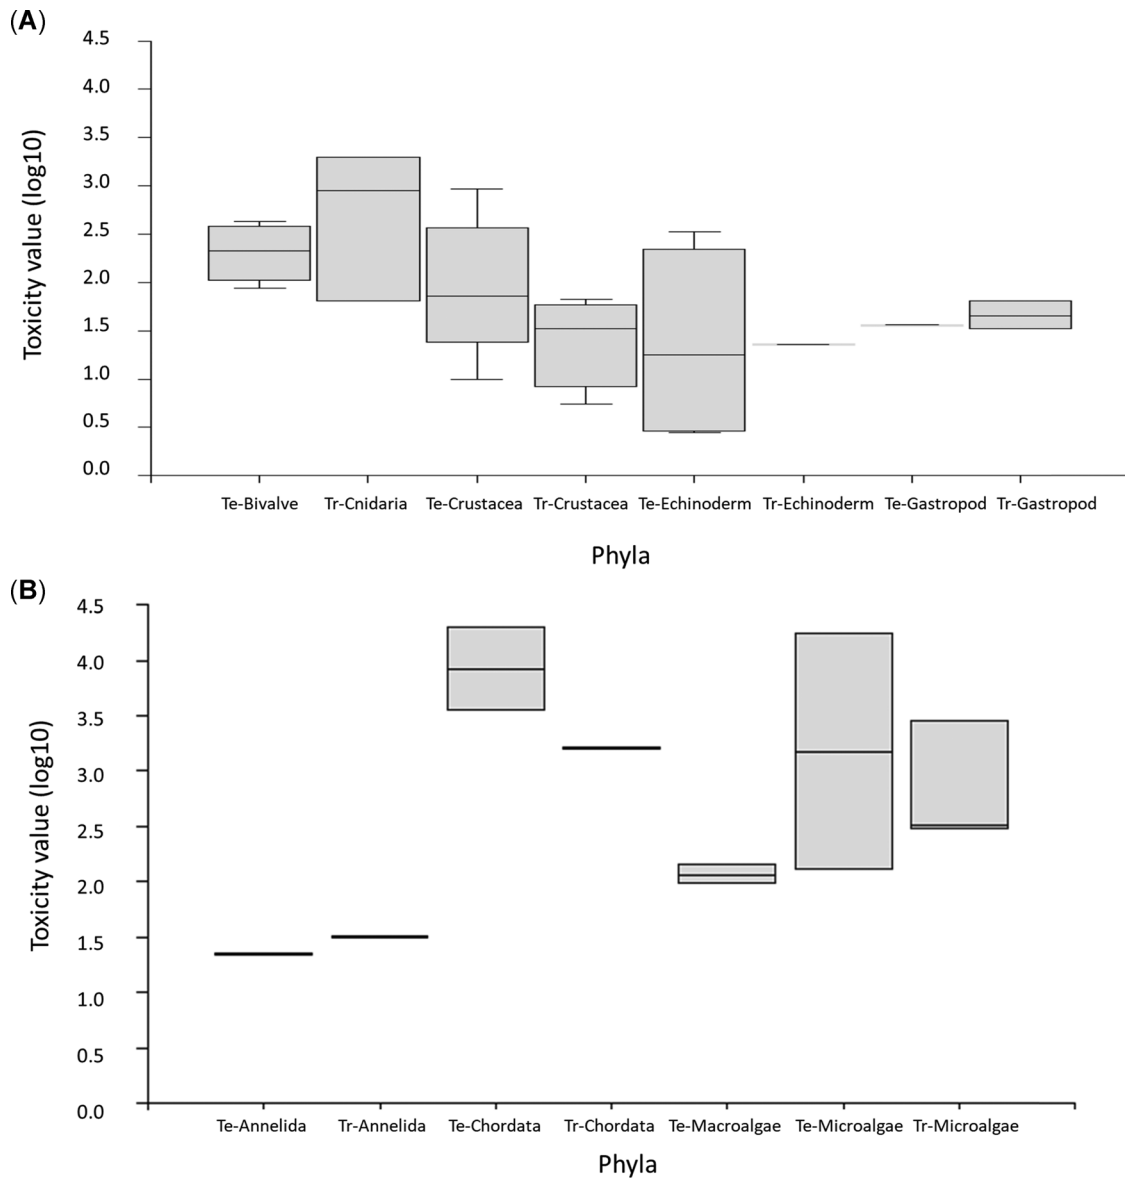 (A)
Toxicity value (log10)
4.5
4.0
3.5
3.0
2.5
2.0
1.5
1.0
0.5
0.0
Te-Bivalve Tr-Cnidaria Te-Crustacea Tr-Crustacea Te-Echinoderm Tr-Echinoderm Te-Gastropod Tr-Gastropod
Phyla
(B)
Toxicity value (log10)
4.5
4.0
3.5
3.0
2.5
2.0
1.5
1.0
0.5
0.0
Te-Annelida Tr-Annelida Te-Chordata Tr-Chordata Te-Macroalgae Te-Microalgae Tr-Microalgae
Phyla